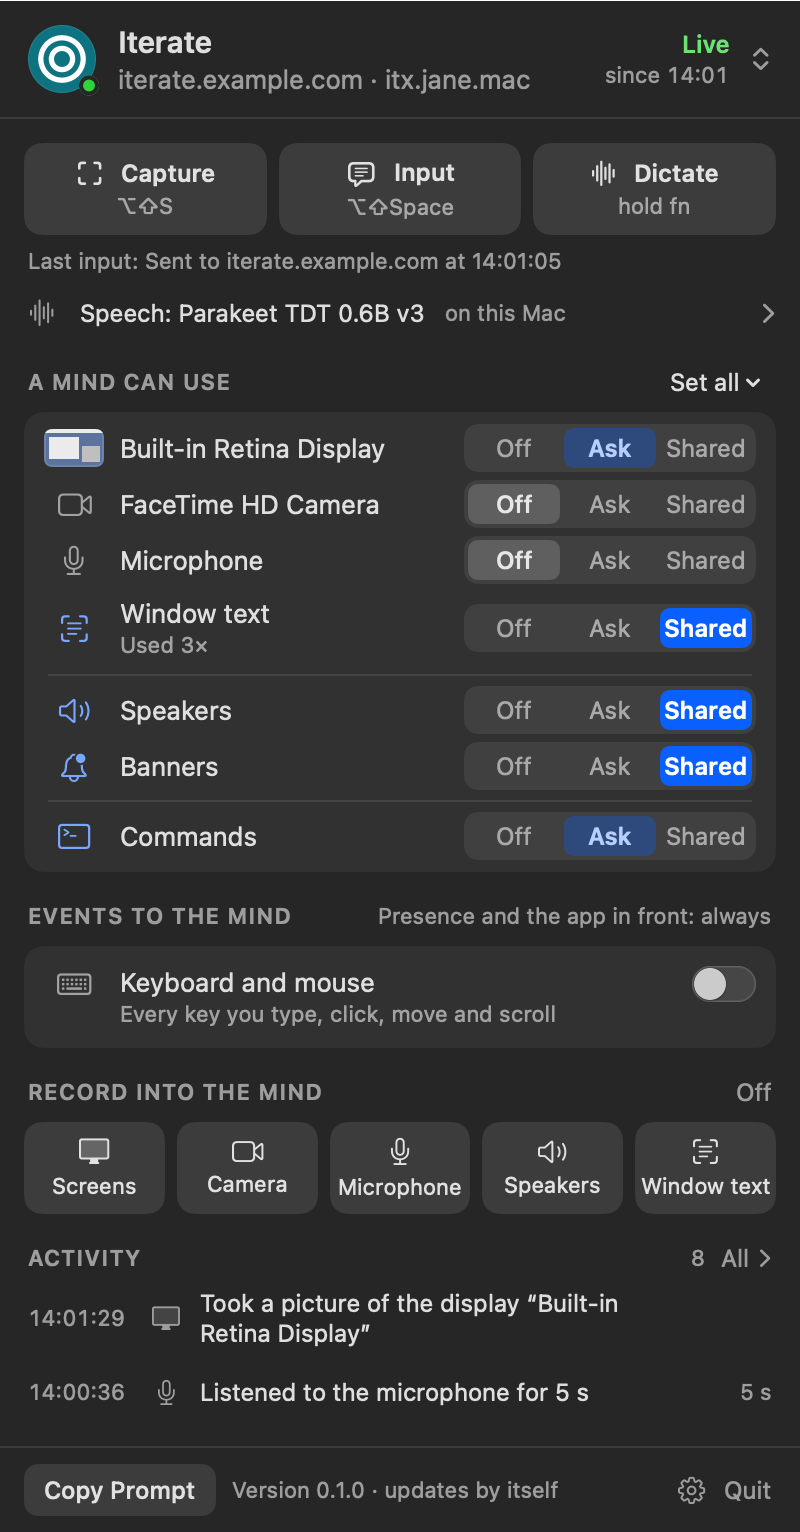 Iterate
iterate.example.com · itx.jane.mac
Live
since 14:01
Capture
⌥⇧S
Input
⌥⇧Space
Dictate
hold fn
Last input: Sent to iterate.example.com at 14:01:05
Speech: Parakeet TDT 0.6B v3 on this Mac
A MIND CAN USE
Set all
Built-in Retina Display
Off Ask Shared
FaceTime HD Camera
Off Ask Shared
Microphone
Off Ask Shared
Window text
Used 3×
Off Ask Shared
Speakers
Off Ask Shared
Banners
Off Ask Shared
Commands
Off Ask Shared
EVENTS TO THE MIND
Presence and the app in front: always
Keyboard and mouse
Every key you type, click, move and scroll
RECORD INTO THE MIND
Off
Screens
Camera
Microphone
Speakers
Window text
ACTIVITY
8 All
14:01:29
Took a picture of the display “Built-in
Retina Display”
14:00:36
Listened to the microphone for 5 s
5 s
Copy Prompt
Version 0.1.0 · updates by itself
Quit